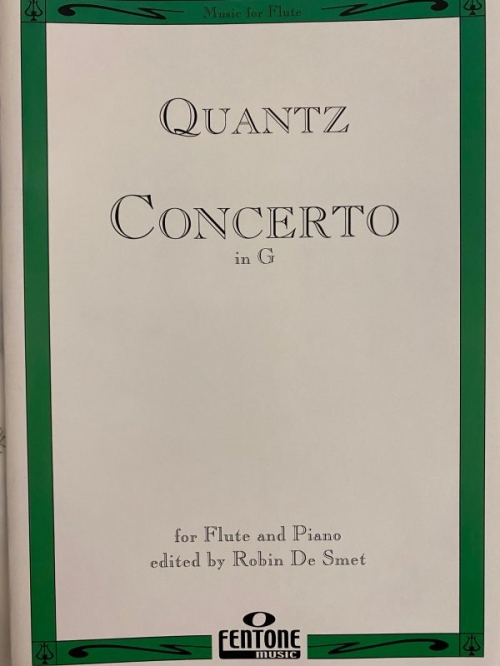 Music for Flute
QUANTZ
CONCERTO
in G
for Flute and Piano
edited by Robin De Smet
FENTONE
MUSIC